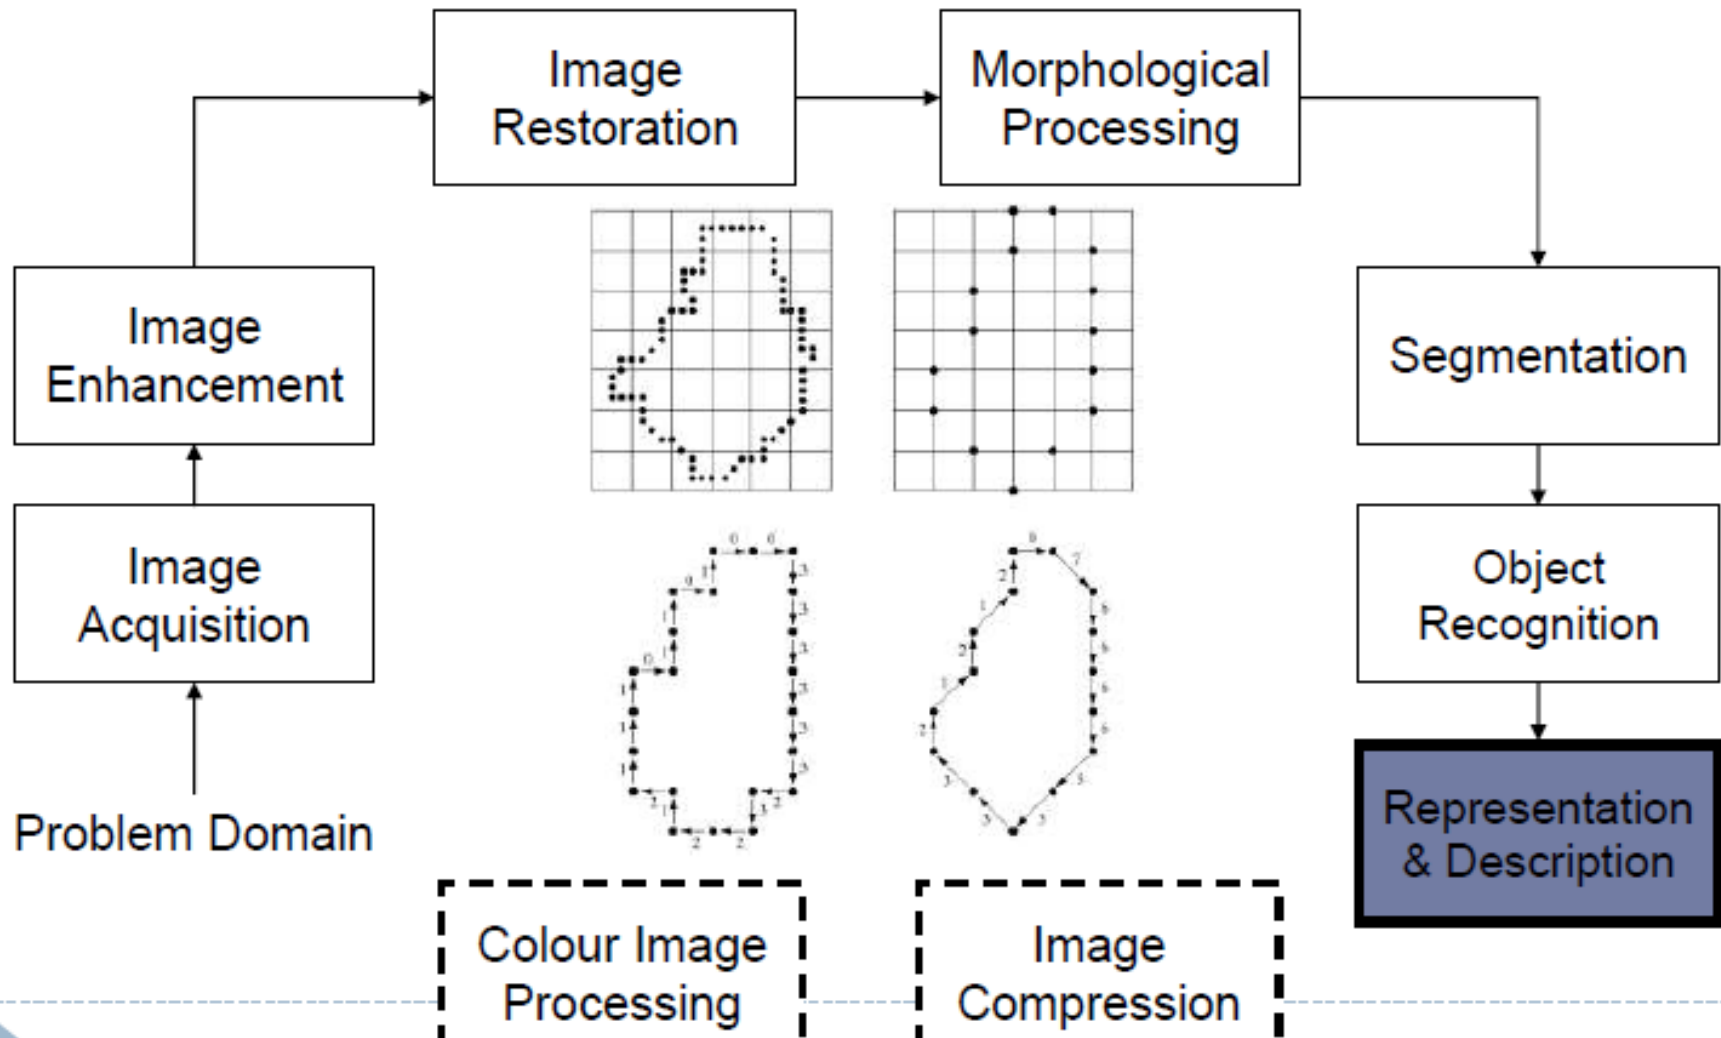 Image
Restoration
Morphological
Processing
Image
Enhancement
Segmentation
Image
Acquisition
Object
Recognition
Problem Domain
Representation
& Description
Colour Image
Processing
Image
Compression